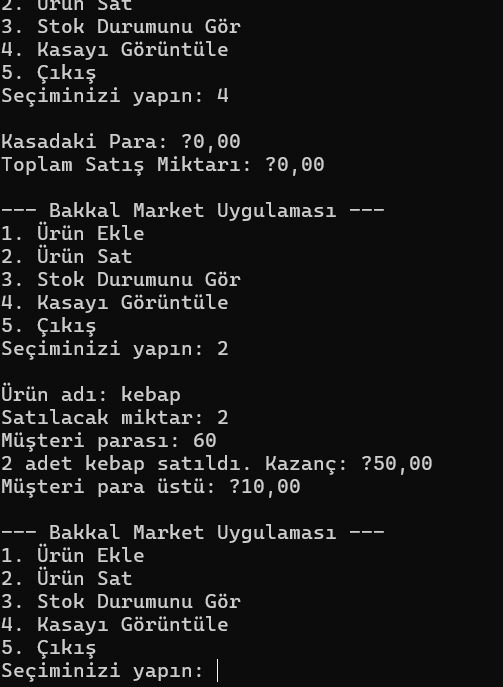 2. Ürün Sat
3. Stok Durumunu Gör
4. Kasayı Görüntüle
5. Çıkış
Seçiminizi yapın: 4
Kasadaki Para: ?0,00
Toplam Satış Miktarı: ?0,00
--- Bakkal Market Uygulaması ---
1. Ürün Ekle
2. Ürün Sat
3. Stok Durumunu Gör
4. Kasayı Görüntüle
5. Çıkış
Seçiminizi yapın: 2
Ürün adı: kebap
Satılacak miktar: 2
Müşteri parası: 60
2 adet kebap satıldı. Kazanç: ?50,00
Müşteri para üstü: ?10,00
--- Bakkal Market Uygulaması ---
1. Ürün Ekle
2. Ürün Sat
3. Stok Durumunu Gör
4. Kasayı Görüntüle
5. Çıkış
Seçiminizi yapın: